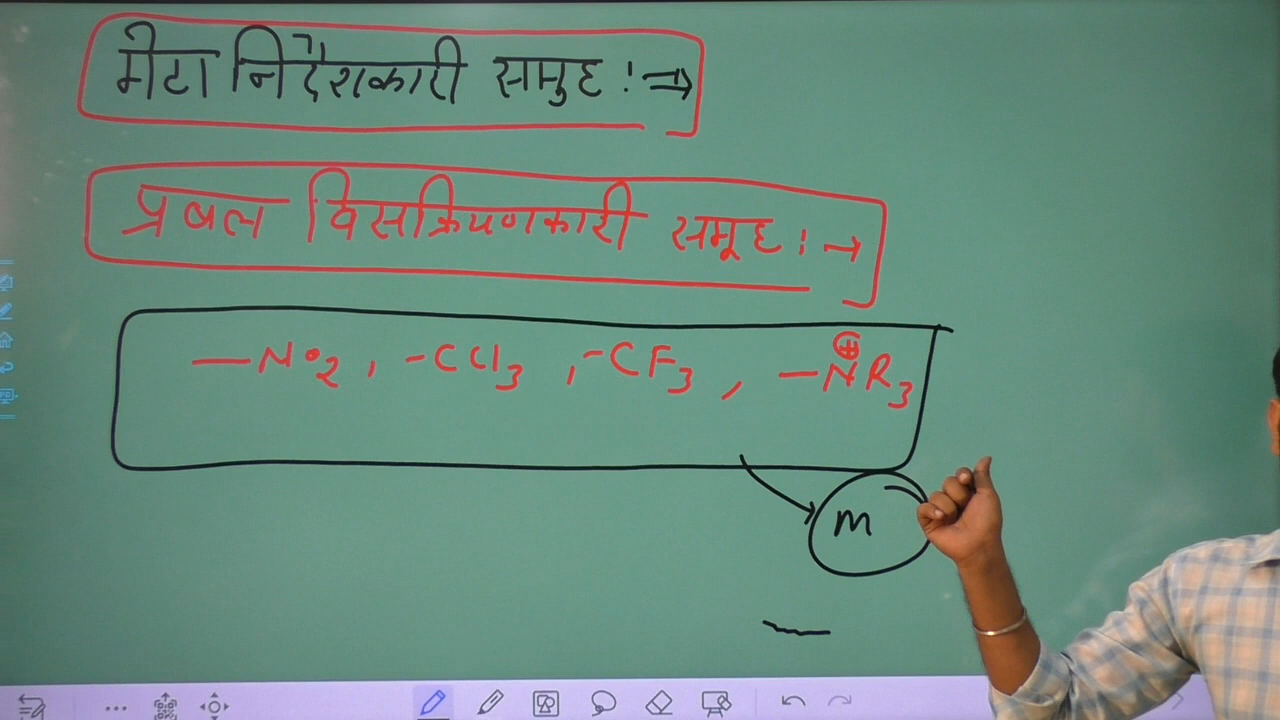 मेटा निर्देशकारी समुह :→
प्रबल विसक्रियणकारी समूह :→
—NO₂, -CCl₃, -CF₃, —N⊕R₃
m